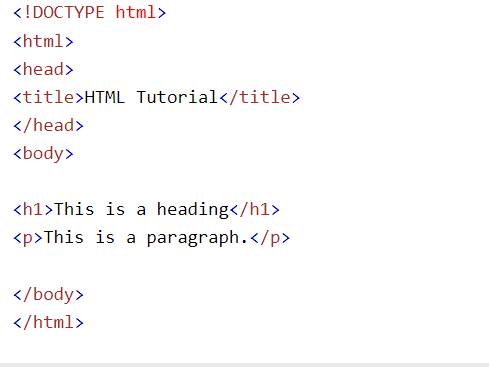 <!DOCTYPE html>
<html>
<head>
<title>HTML Tutorial</title>
</head>
<body>
<h1>This is a heading</h1>
<p>This is a paragraph.</p>
</body>
</html>